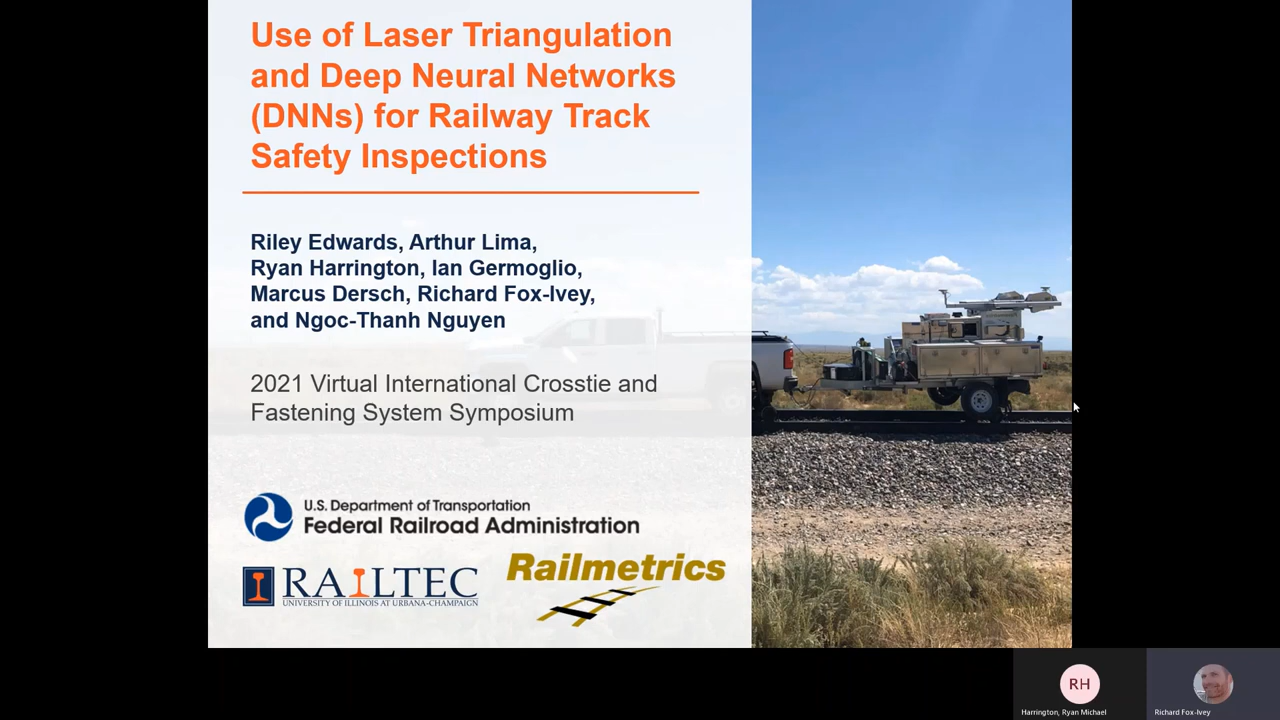 Use of Laser Triangulation
and Deep Neural Networks
(DNNs) for Railway Track
Safety Inspections
Riley Edwards, Arthur Lima,
Ryan Harrington, Ian Germoglio,
Marcus Dersch, Richard Fox-Ivey,
and Ngoc-Thanh Nguyen
2021 Virtual International Crosstie and
Fastening System Symposium
U.S. Department of Transportation
Federal Railroad Administration
RAILTEC
UNIVERSITY OF ILLINOIS AT URBANA-CHAMPAIGN
Railmetrics
RH
Harrington, Ryan Michael
Richard Fox-Ivey